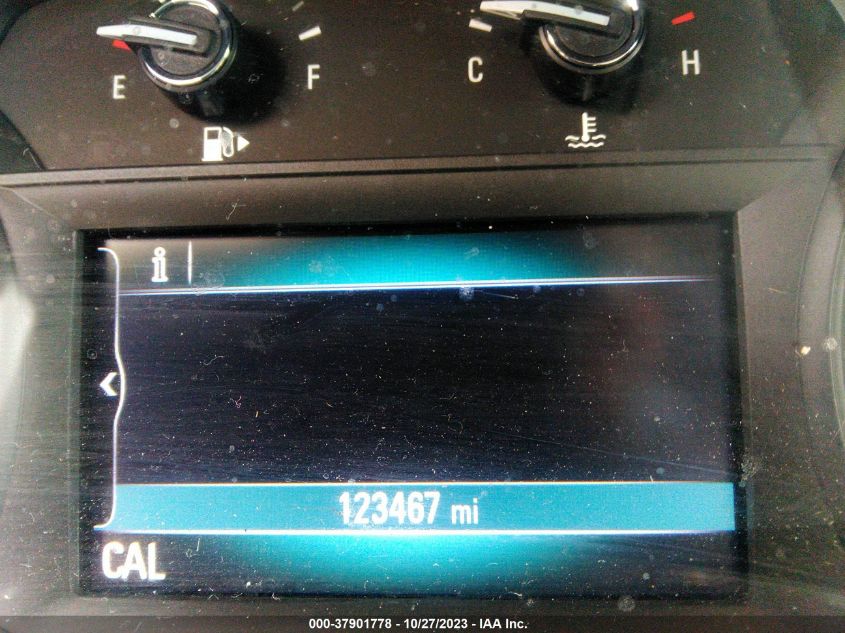 E F C H
i
123467 mi
CAL
000-37901778 - 10/27/2023 - IAA Inc.